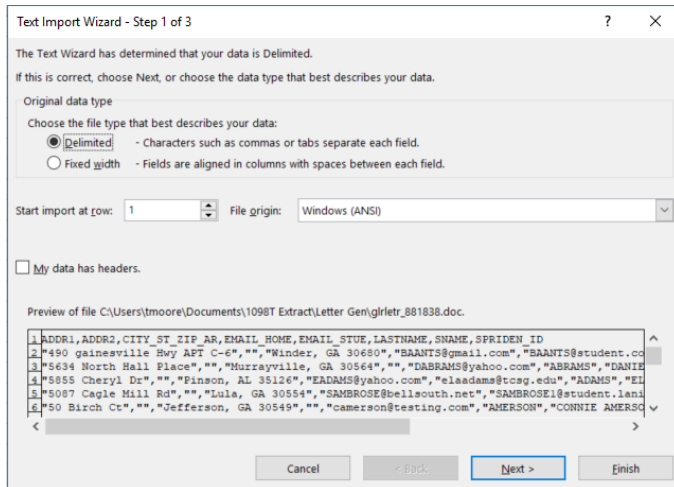 Text Import Wizard - Step 1 of 3 ? ×
The Text Wizard has determined that your data is Delimited.
If this is correct, choose Next, or choose the data type that best describes your data.
Original data type
Choose the file type that best describes your data:
Delimited - Characters such as commas or tabs separate each field.
Fixed width - Fields are aligned in columns with spaces between each field.
Start import at row: 1 File origin: Windows (ANSI)
My data has headers.
Preview of file C:\Users\tmoore\Documents\1098T Extract\Letter Gen\glrletr_881838.doc.
1 ADDR1,ADDR2,CITY_ST_ZIP_AR,EMAIL_HOME,EMAIL_STUE,LASTNAME,SNAME,SPRIDEN_ID
2 "490 gainesville Hwy APT C-6","","Winder, GA 30680","BAANTS@gmail.com","BAANTS@student.co
3 "5634 North Hall Place","","Murrayville, GA 30564","","DABRAMS@yahoo.com","ABRAMS","DANIE
4 "5855 Cheryl Dr","","Pinson, AL 35126","EADAMS@yahoo.com","elaadams@tcsg.edu","ADAMS","EL
5 "5087 Cagle Mill Rd","","Lula, GA 30554","SAMBROSE@bellsouth.net","SAMBROSE1@student.lani
6 "50 Birch Ct","","Jefferson, GA 30549","","camerson@testing.com","AMERSON","CONNIE AMERSO
Cancel < Back Next > Finish